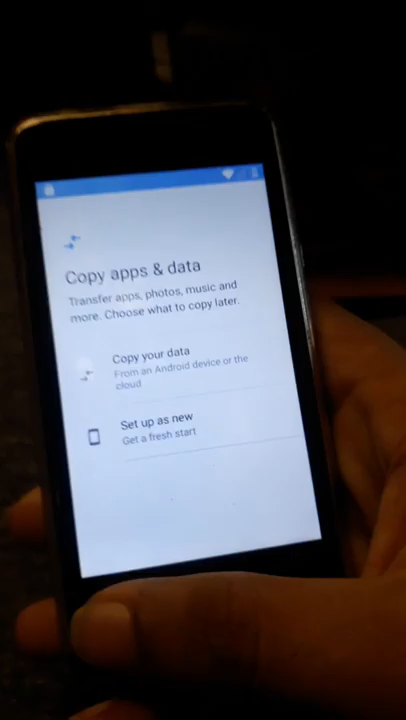 Copy apps & data
Transfer apps, photos, music and
more. Choose what to copy later.
Copy your data
From an Android device or the
cloud
Set up as new
Get a fresh start